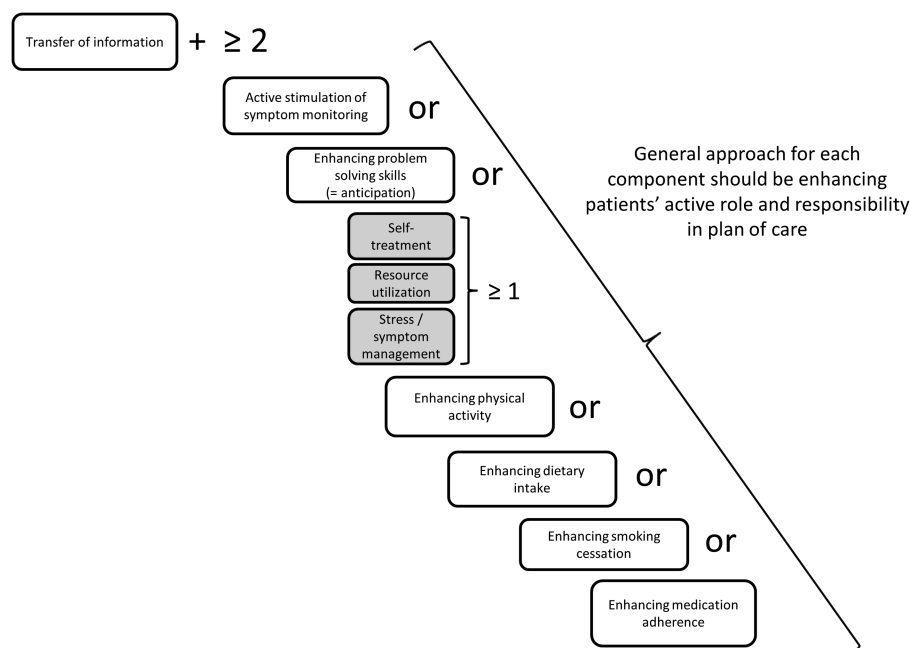 Transfer of information + ≥ 2
Active stimulation of
symptom monitoring
or
Enhancing problem
solving skills
(= anticipation)
or
Self-
treatment
Resource
utilization
Stress /
symptom
management
≥ 1
Enhancing physical
activity
or
Enhancing dietary
intake
or
Enhancing smoking
cessation
or
Enhancing medication
adherence
General approach for each
component should be enhancing
patients’ active role and responsibility
in plan of care